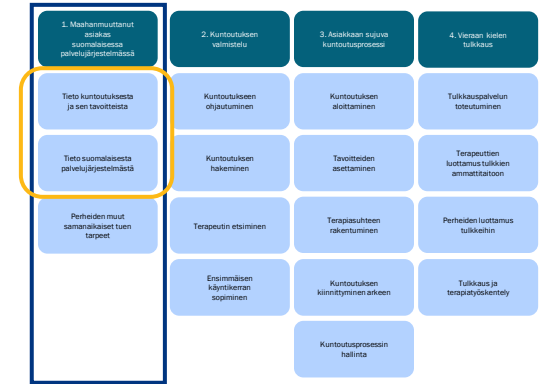 1. Maahanmuuttanut
asiakas
suomalaisessa
palvelujärjestelmässä
Tieto kuntoutuksesta
ja sen tavoitteista
Tieto suomalaisesta
palvelujärjestelmästä
Perheiden muut
samanaikaiset tuen
tarpeet
2. Kuntoutuksen
valmistelu
Kuntoutukseen
ohjautuminen
Kuntoutuksen
hakeminen
Terapeutin etsiminen
Ensimmäisen
käyntikerran
sopiminen
3. Asiakkaan sujuva
kuntoutusprosessi
Kuntoutuksen
aloittaminen
Tavoitteiden
asettaminen
Terapiasuhteen
rakentuminen
Kuntoutuksen
kiinnittyminen arkeen
Kuntoutusprosessin
hallinta
4. Vieraan kielen
tulkkaus
Tulkkauspalvelun
toteutuminen
Terapeuttien
luottamus tulkkien
ammattitaitoon
Perheiden luottamus
tulkkeihin
Tulkkaus ja
terapiatyöskentely